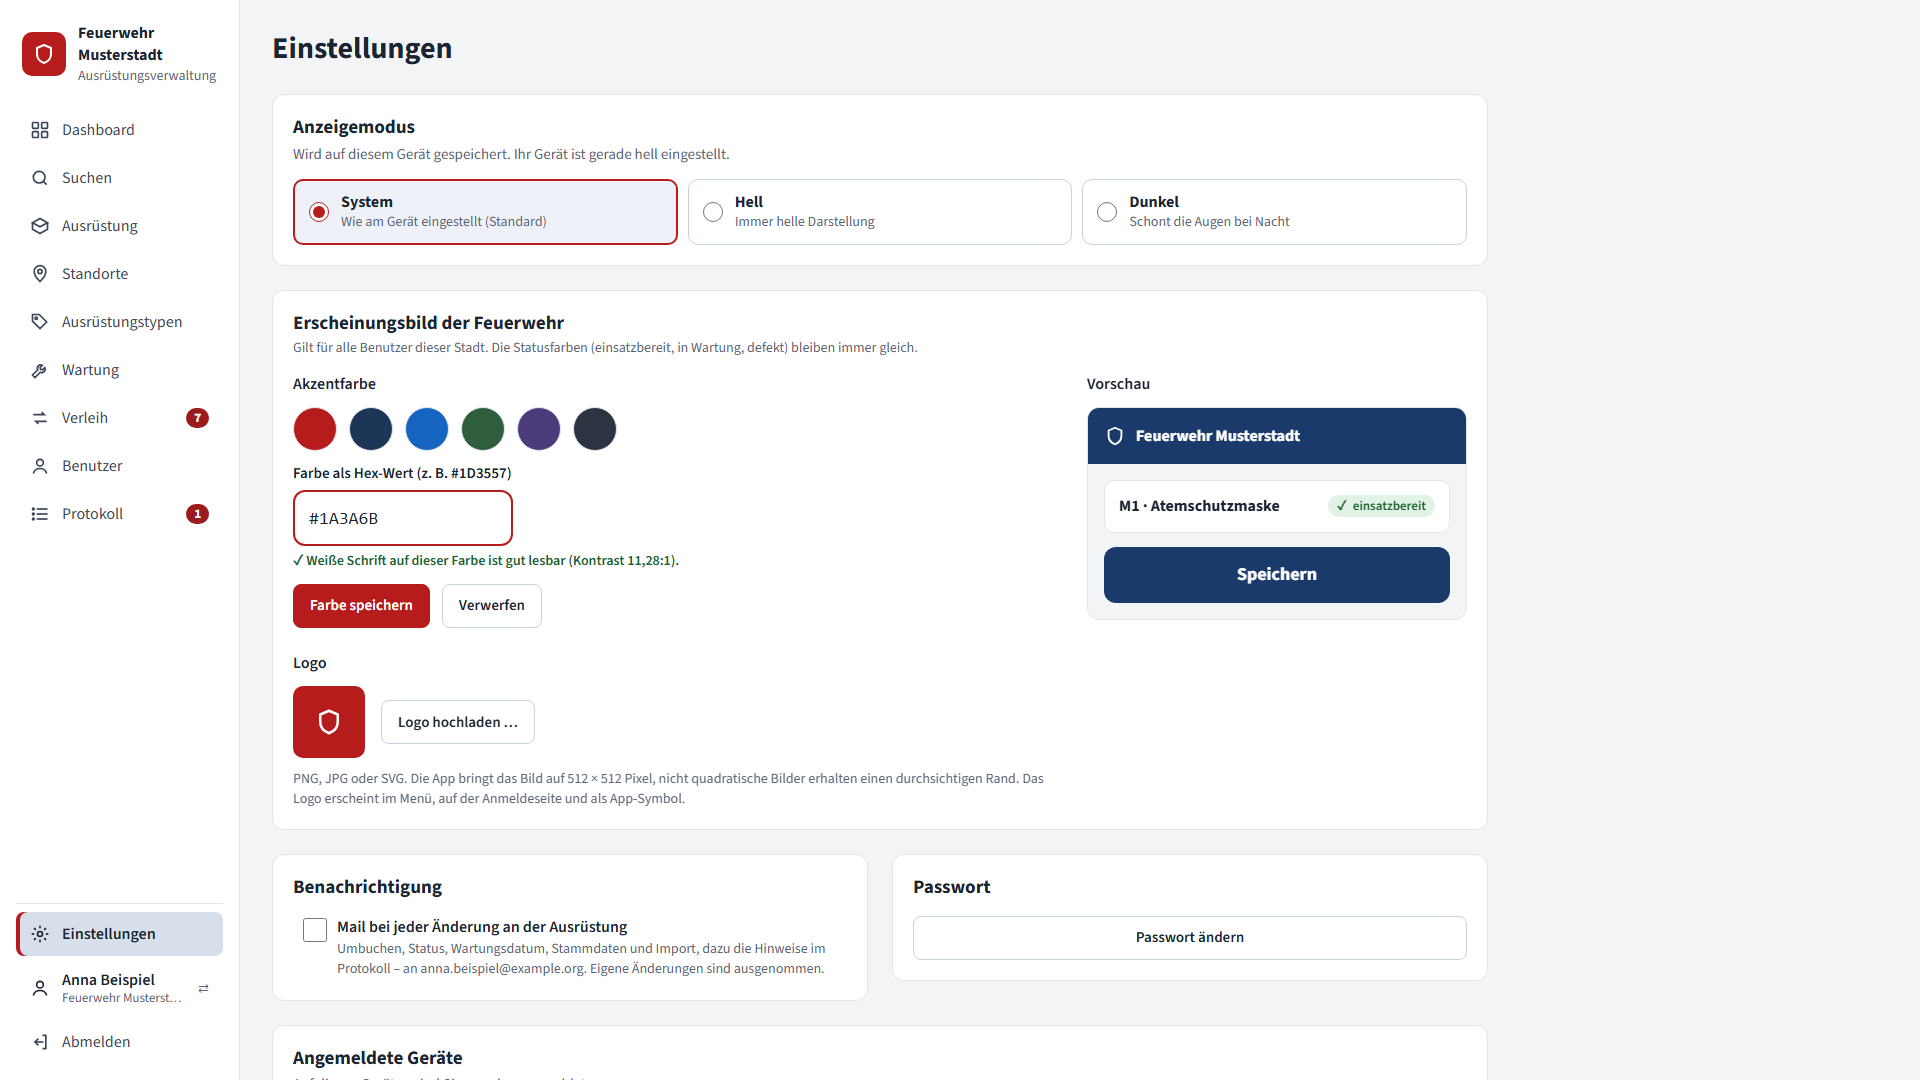 Feuerwehr
Musterstadt
Ausrüstungsverwaltung
Dashboard
Suchen
Ausrüstung
Standorte
Ausrüstungstypen
Wartung
Verleih 7
Benutzer
Protokoll 1
Einstellungen
Anna Beispiel
Feuerwehr Musterst…
Abmelden
Einstellungen
Anzeigemodus
Wird auf diesem Gerät gespeichert. Ihr Gerät ist gerade hell eingestellt.
System
Wie am Gerät eingestellt (Standard)
Hell
Immer helle Darstellung
Dunkel
Schont die Augen bei Nacht
Erscheinungsbild der Feuerwehr
Gilt für alle Benutzer dieser Stadt. Die Statusfarben (einsatzbereit, in Wartung, defekt) bleiben immer gleich.
Akzentfarbe
Farbe als Hex-Wert (z. B. #1D3557)
#1A3A6B
✓ Weiße Schrift auf dieser Farbe ist gut lesbar (Kontrast 11,28:1).
Farbe speichern
Verwerfen
Vorschau
Feuerwehr Musterstadt
M1 · Atemschutzmaske
✓ einsatzbereit
Speichern
Logo
Logo hochladen …
PNG, JPG oder SVG. Die App bringt das Bild auf 512 × 512 Pixel, nicht quadratische Bilder erhalten einen durchsichtigen Rand. Das
Logo erscheint im Menü, auf der Anmeldeseite und als App-Symbol.
Benachrichtigung
Mail bei jeder Änderung an der Ausrüstung
Umbuchen, Status, Wartungsdatum, Stammdaten und Import, dazu die Hinweise im
Protokoll – an anna.beispiel@example.org. Eigene Änderungen sind ausgenommen.
Passwort
Passwort ändern
Angemeldete Geräte